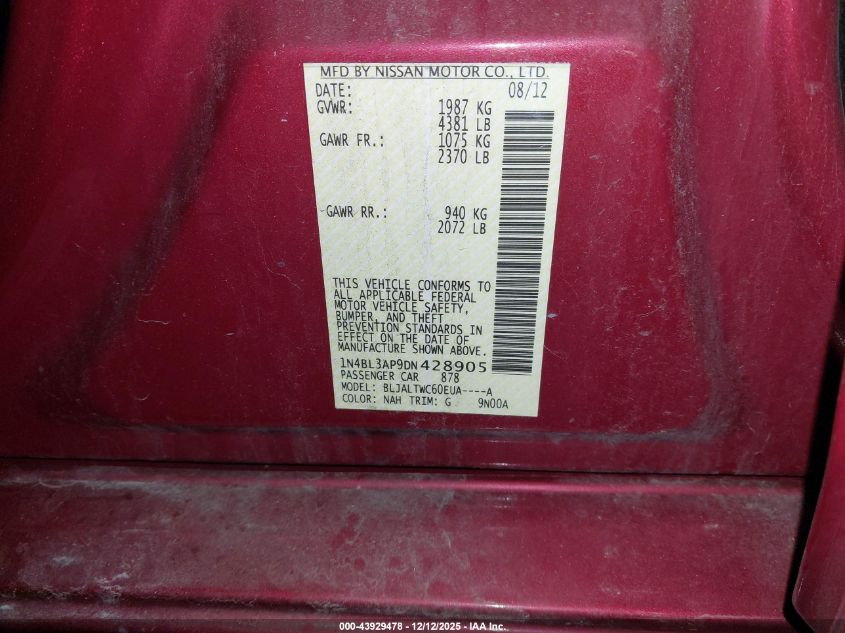 MFD BY NISSAN MOTOR CO., LTD.
DATE: 08/12
GVWR: 1987 KG
4381 LB
GAWR FR.: 1075 KG
2370 LB
GAWR RR.: 940 KG
2072 LB
THIS VEHICLE CONFORMS TO
ALL APPLICABLE FEDERAL
MOTOR VEHICLE SAFETY,
BUMPER, AND THEFT
PREVENTION STANDARDS IN
EFFECT ON THE DATE OF
MANUFACTURE SHOWN ABOVE.
1N4BL3AP9DN428905
PASSENGER CAR 878
MODEL: BLJALTWC60EUA----A
COLOR: NAH TRIM: G 9N00A
000-43929478 - 12/12/2025 - IAA Inc.